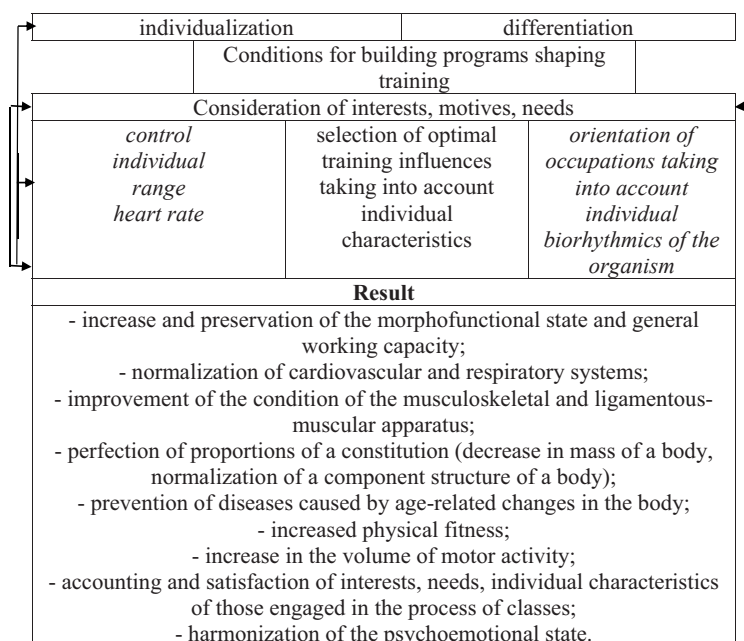 individualization
differentiation
Conditions for building programs shaping
training
Consideration of interests, motives, needs
control
individual
range
heart rate
selection of optimal
training influences
taking into account
individual
characteristics
orientation of
occupations taking
into account
individual
biorhythmics of the
organism
Result
- increase and preservation of the morphofunctional state and general
working capacity;
- normalization of cardiovascular and respiratory systems;
- improvement of the condition of the musculoskeletal and ligamentous-
muscular apparatus;
- perfection of proportions of a constitution (decrease in mass of a body,
normalization of a component structure of a body);
- prevention of diseases caused by age-related changes in the body;
- increased physical fitness;
- increase in the volume of motor activity;
- accounting and satisfaction of interests, needs, individual characteristics
of those engaged in the process of classes;
- harmonization of the psychoemotional state.